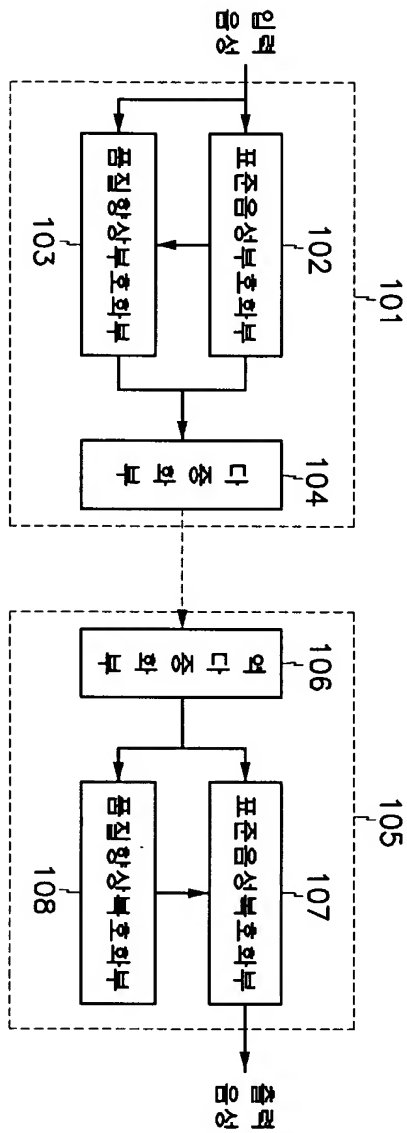 입력
음성
101
표준음성부호화부
102
품질향상부호화부
103
다중화부
104
105
역다중화부
106
표준음성복호화부
107
품질향상복호화부
108
출력
음성